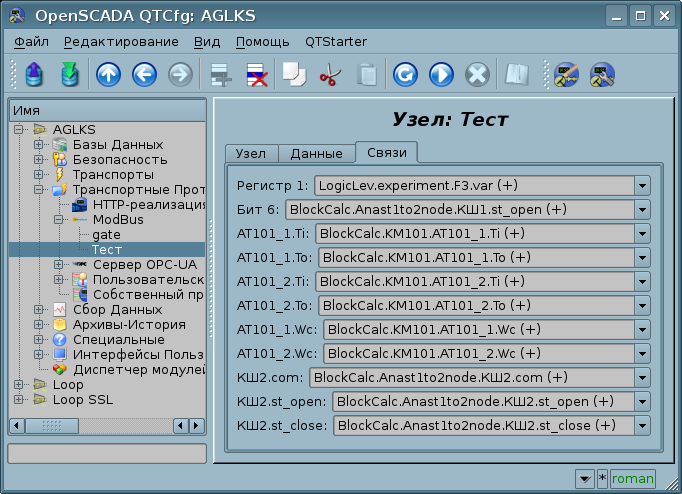 OpenSCADA QTCfg: AGLKS
Файл Редактирование Вид Помощь QTStarter
Имя
AGLKS
Базы Данных
Безопасность
Транспорты
Транспортные Прот
HTTP-реализация
ModBus
gate
Тест
Сервер OPC-UA
Пользовательск
Собственный пр
Сбор Данных
Архивы-История
Специальные
Интерфейсы Польз
Диспетчер модулей
Loop
Loop SSL
Узел: Тест
Узел Данные Связи
Регистр 1: LogicLev.experiment.F3.var (+)
Бит 6: BlockCalc.Anast1to2node.КШ1.st_open (+)
AT101_1.Ti: BlockCalc.KM101.AT101_1.Ti (+)
AT101_1.To: BlockCalc.KM101.AT101_1.To (+)
AT101_2.Ti: BlockCalc.KM101.AT101_2.Ti (+)
AT101_2.To: BlockCalc.KM101.AT101_2.To (+)
AT101_1.Wc: BlockCalc.KM101.AT101_1.Wc (+)
AT101_2.Wc: BlockCalc.KM101.AT101_2.Wc (+)
КШ2.com: BlockCalc.Anast1to2node.КШ2.com (+)
КШ2.st_open: BlockCalc.Anast1to2node.КШ2.st_open (+)
КШ2.st_close: BlockCalc.Anast1to2node.КШ2.st_close (+)
* roman